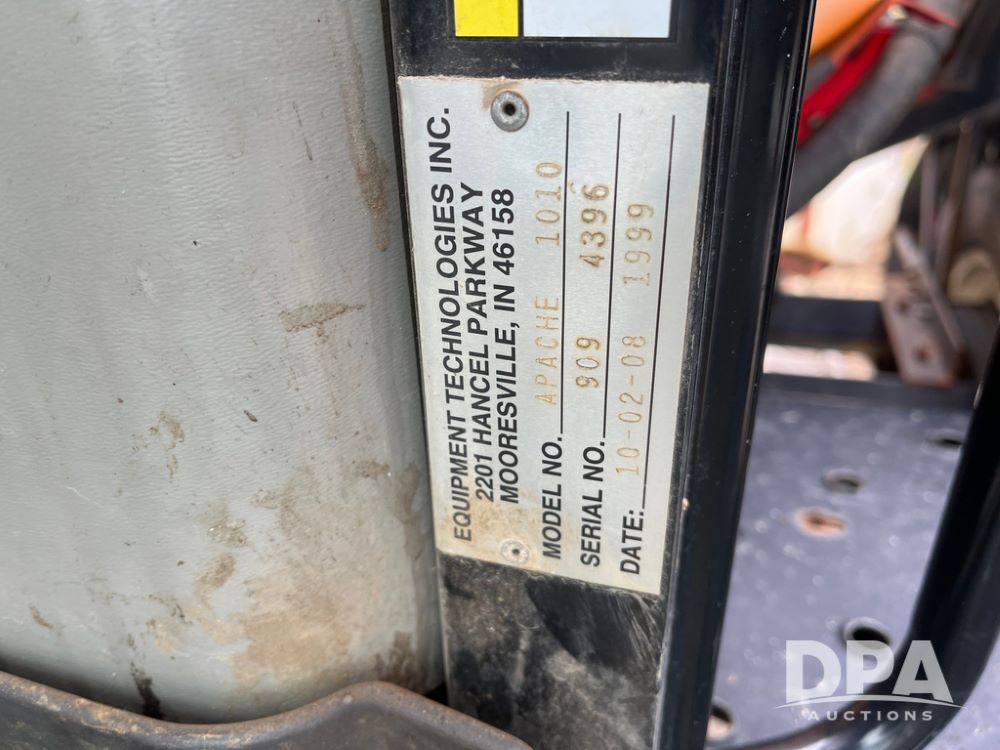 EQUIPMENT TECHNOLOGIES INC.
2201 HANCEL PARKWAY
MOORESVILLE, IN 46158
MODEL NO. APACHE 1010
SERIAL NO. 909 4396
DATE: 10-02-08 1999
DPA
AUCTIONS